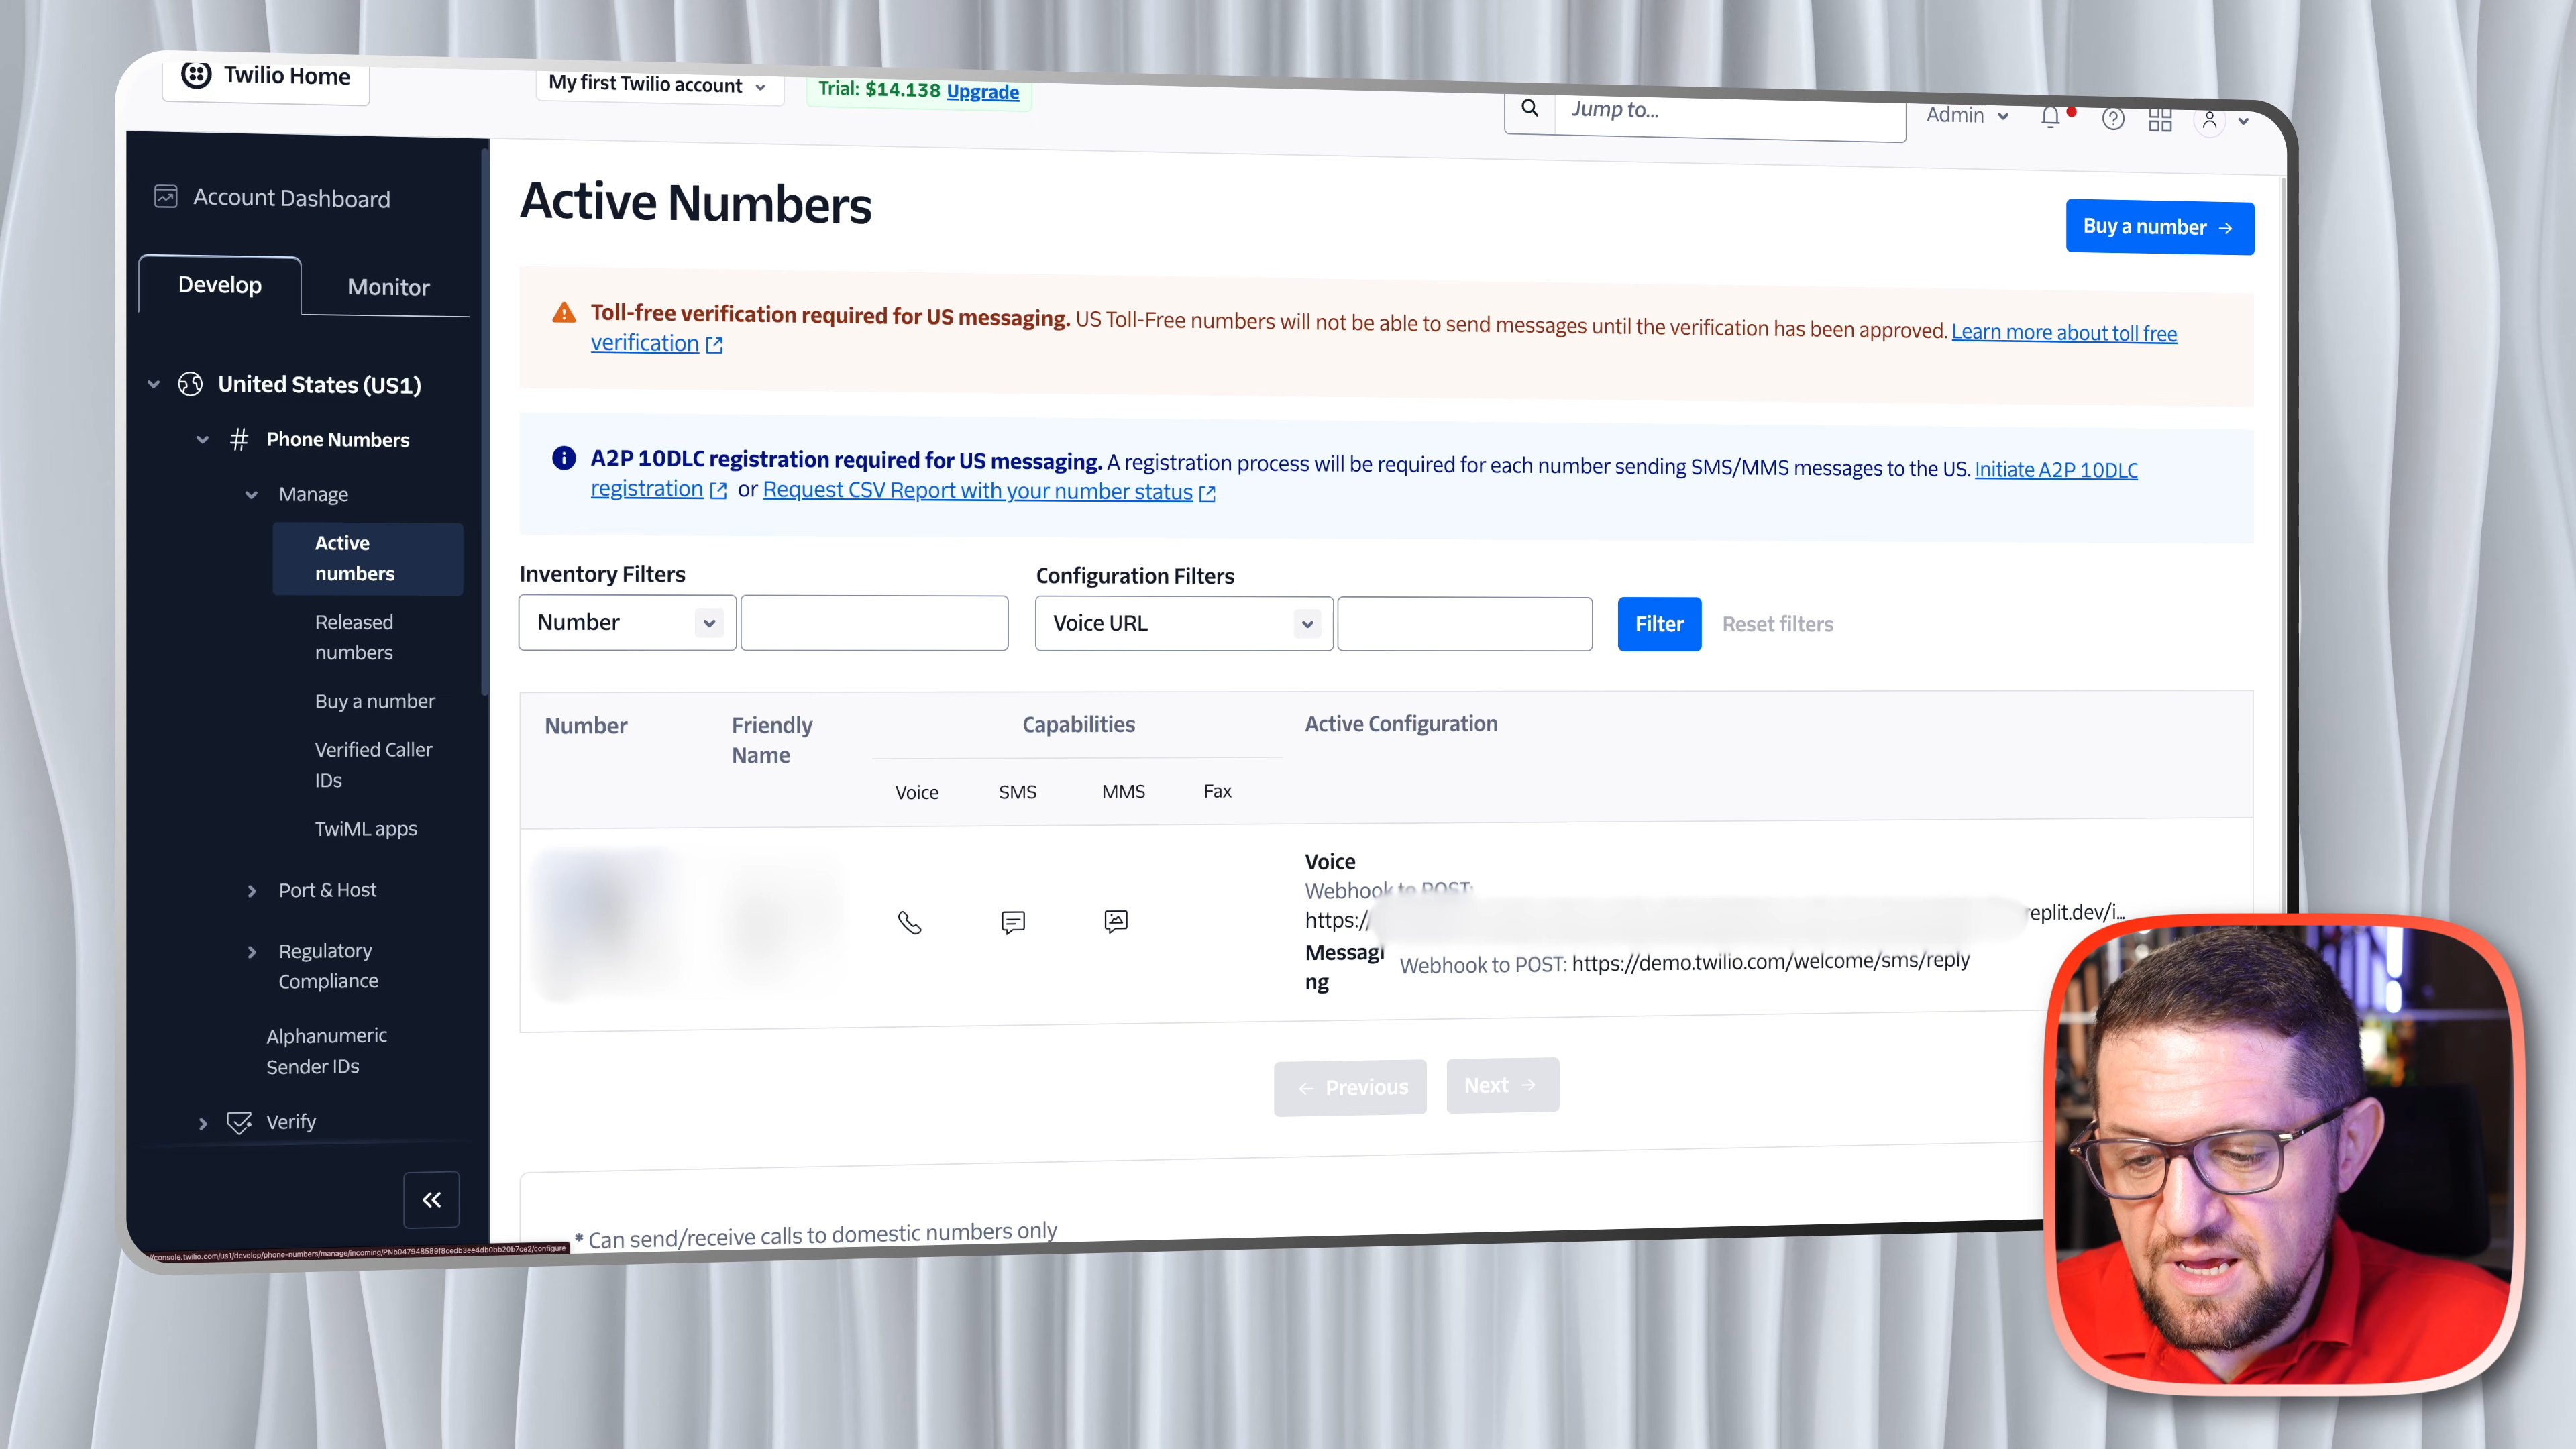 Twilio Home
My first Twilio account
Trial: $14.138 Upgrade
Jump to...
Admin
Account Dashboard
Develop
Monitor
United States (US1)
Phone Numbers
Manage
Active
numbers
Released
numbers
Buy a number
Verified Caller
IDs
TwiML apps
Port & Host
Regulatory
Compliance
Alphanumeric
Sender IDs
Verify
Active Numbers
Buy a number
Toll-free verification required for US messaging. US Toll-Free numbers will not be able to send messages until the verification has been approved. Learn more about toll free
verification
A2P 10DLC registration required for US messaging. A registration process will be required for each number sending SMS/MMS messages to the US. Initiate A2P 10DLC
registration or Request CSV Report with your number status
Inventory Filters
Configuration Filters
Number
Voice URL
Filter
Reset filters
Number
Friendly
Name
Capabilities
Active Configuration
Voice
SMS
MMS
Fax
Voice
Webhook to POST:
https:// replit.dev/i...
Messagi
ng
Webhook to POST: https://demo.twilio.com/welcome/sms/reply
Previous
Next
* Can send/receive calls to domestic numbers only